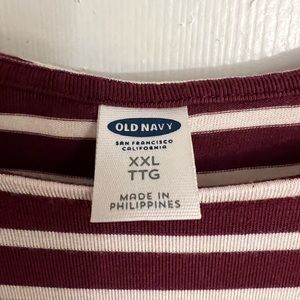 OLD NAVY
SAN FRANCISCO
CALIFORNIA
XXL
TTG
MADE IN
PHILIPPINES